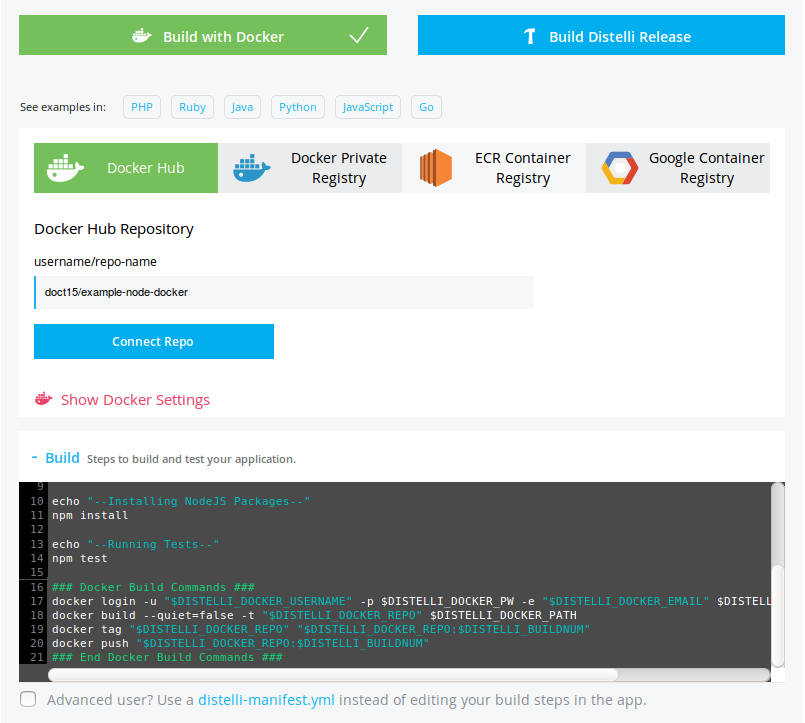 Build with Docker
Build Distelli Release
See examples in: PHP Ruby Java Python JavaScript Go
Docker Hub
Docker Private
Registry
ECR Container
Registry
Google Container
Registry
Docker Hub Repository
username/repo-name
doct15/example-node-docker
Connect Repo
Show Docker Settings
- Build Steps to build and test your application.
9
10 echo "--Installing NodeJS Packages--"
11 npm install
12
13 echo "--Running Tests--"
14 npm test
15
16 ### Docker Build Commands ###
17 docker login -u "$DISTELLI_DOCKER_USERNAME" -p $DISTELLI_DOCKER_PW -e "$DISTELLI_DOCKER_EMAIL" $DISTELL
18 docker build --quiet=false -t "$DISTELLI_DOCKER_REPO" $DISTELLI_DOCKER_PATH
19 docker tag "$DISTELLI_DOCKER_REPO" "$DISTELLI_DOCKER_REPO:$DISTELLI_BUILDNUM"
20 docker push "$DISTELLI_DOCKER_REPO:$DISTELLI_BUILDNUM"
21 ### End Docker Build Commands ###
Advanced user? Use a distelli-manifest.yml instead of editing your build steps in the app.